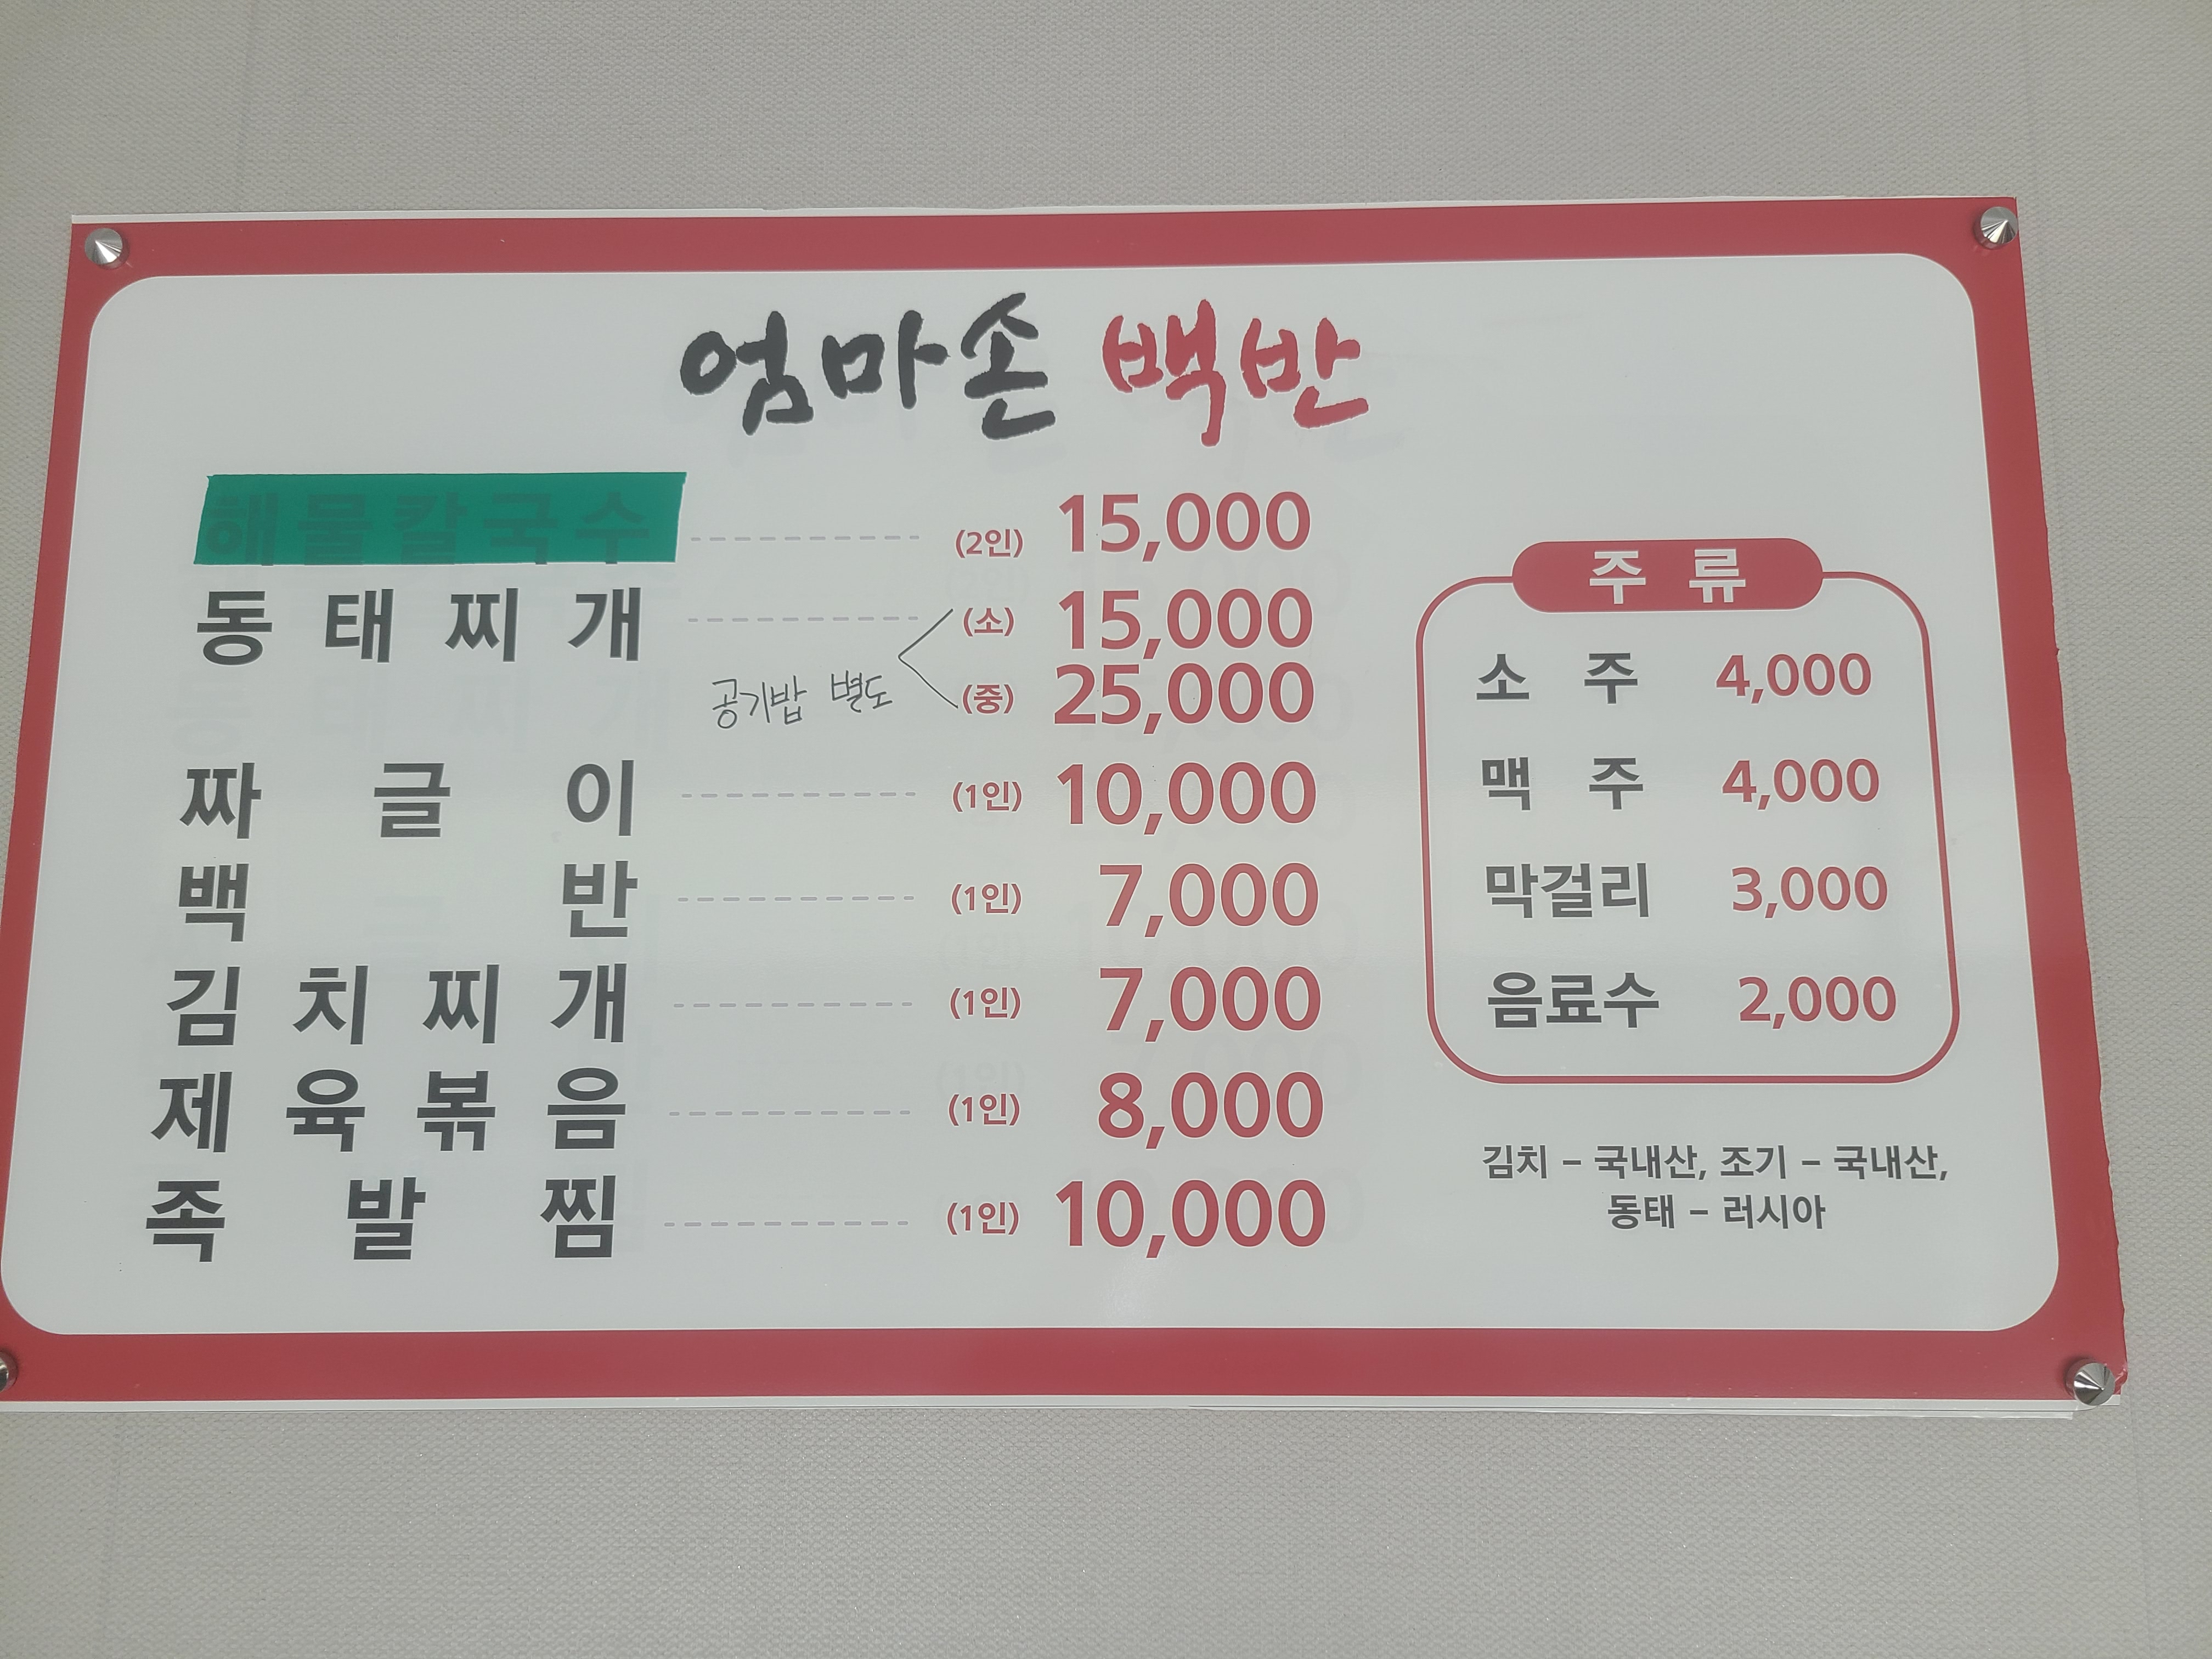 엄마손 백반
해물칼국수 (2인) 15,000
동태찌개 (소) 15,000
공기밥 별도 (중) 25,000
짜글이 (1인) 10,000
백반 (1인) 7,000
김치찌개 (1인) 7,000
제육볶음 (1인) 8,000
족발찜 (1인) 10,000
주류
소주 4,000
맥주 4,000
막걸리 3,000
음료수 2,000
김치 – 국내산, 조기 – 국내산,
동태 – 러시아